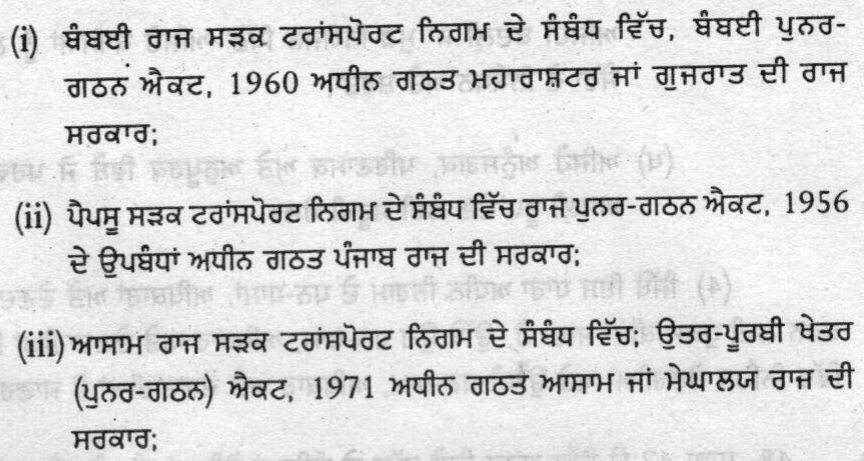 (i) ਬੰਬਈ ਰਾਜ ਸੜਕ ਟਰਾਂਸਪੋਰਟ ਨਿਗਮ ਦੇ ਸੰਬੰਧ ਵਿੱਚ, ਬੰਬਈ ਪੁਨਰ-
ਗਠਨ ਐਕਟ, 1960 ਅਧੀਨ ਗਠਤ ਮਹਾਰਾਸ਼ਟਰ ਜਾਂ ਗੁਜਰਾਤ ਦੀ ਰਾਜ
ਸਰਕਾਰ;
(ii) ਪੈਪਸੂ ਸੜਕ ਟਰਾਂਸਪੋਰਟ ਨਿਗਮ ਦੇ ਸੰਬੰਧ ਵਿੱਚ ਰਾਜ ਪੁਨਰ-ਗਠਨ ਐਕਟ, 1956
ਦੇ ਉਪਬੰਧਾਂ ਅਧੀਨ ਗਠਤ ਪੰਜਾਬ ਰਾਜ ਦੀ ਸਰਕਾਰ;
(iii) ਆਸਾਮ ਰਾਜ ਸੜਕ ਟਰਾਂਸਪੋਰਟ ਨਿਗਮ ਦੇ ਸੰਬੰਧ ਵਿੱਚ; ਉਤਰ-ਪੂਰਬੀ ਖੇਤਰ
(ਪੁਨਰ-ਗਠਨ) ਐਕਟ, 1971 ਅਧੀਨ ਗਠਤ ਆਸਾਮ ਜਾਂ ਮੇਘਾਲਯ ਰਾਜ ਦੀ
ਸਰਕਾਰ;